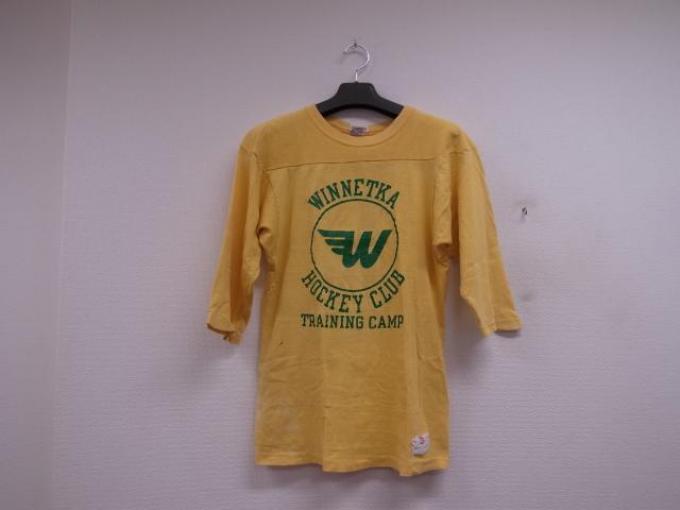 WINNETKA
W
HOCKEY CLUB
TRAINING CAMP